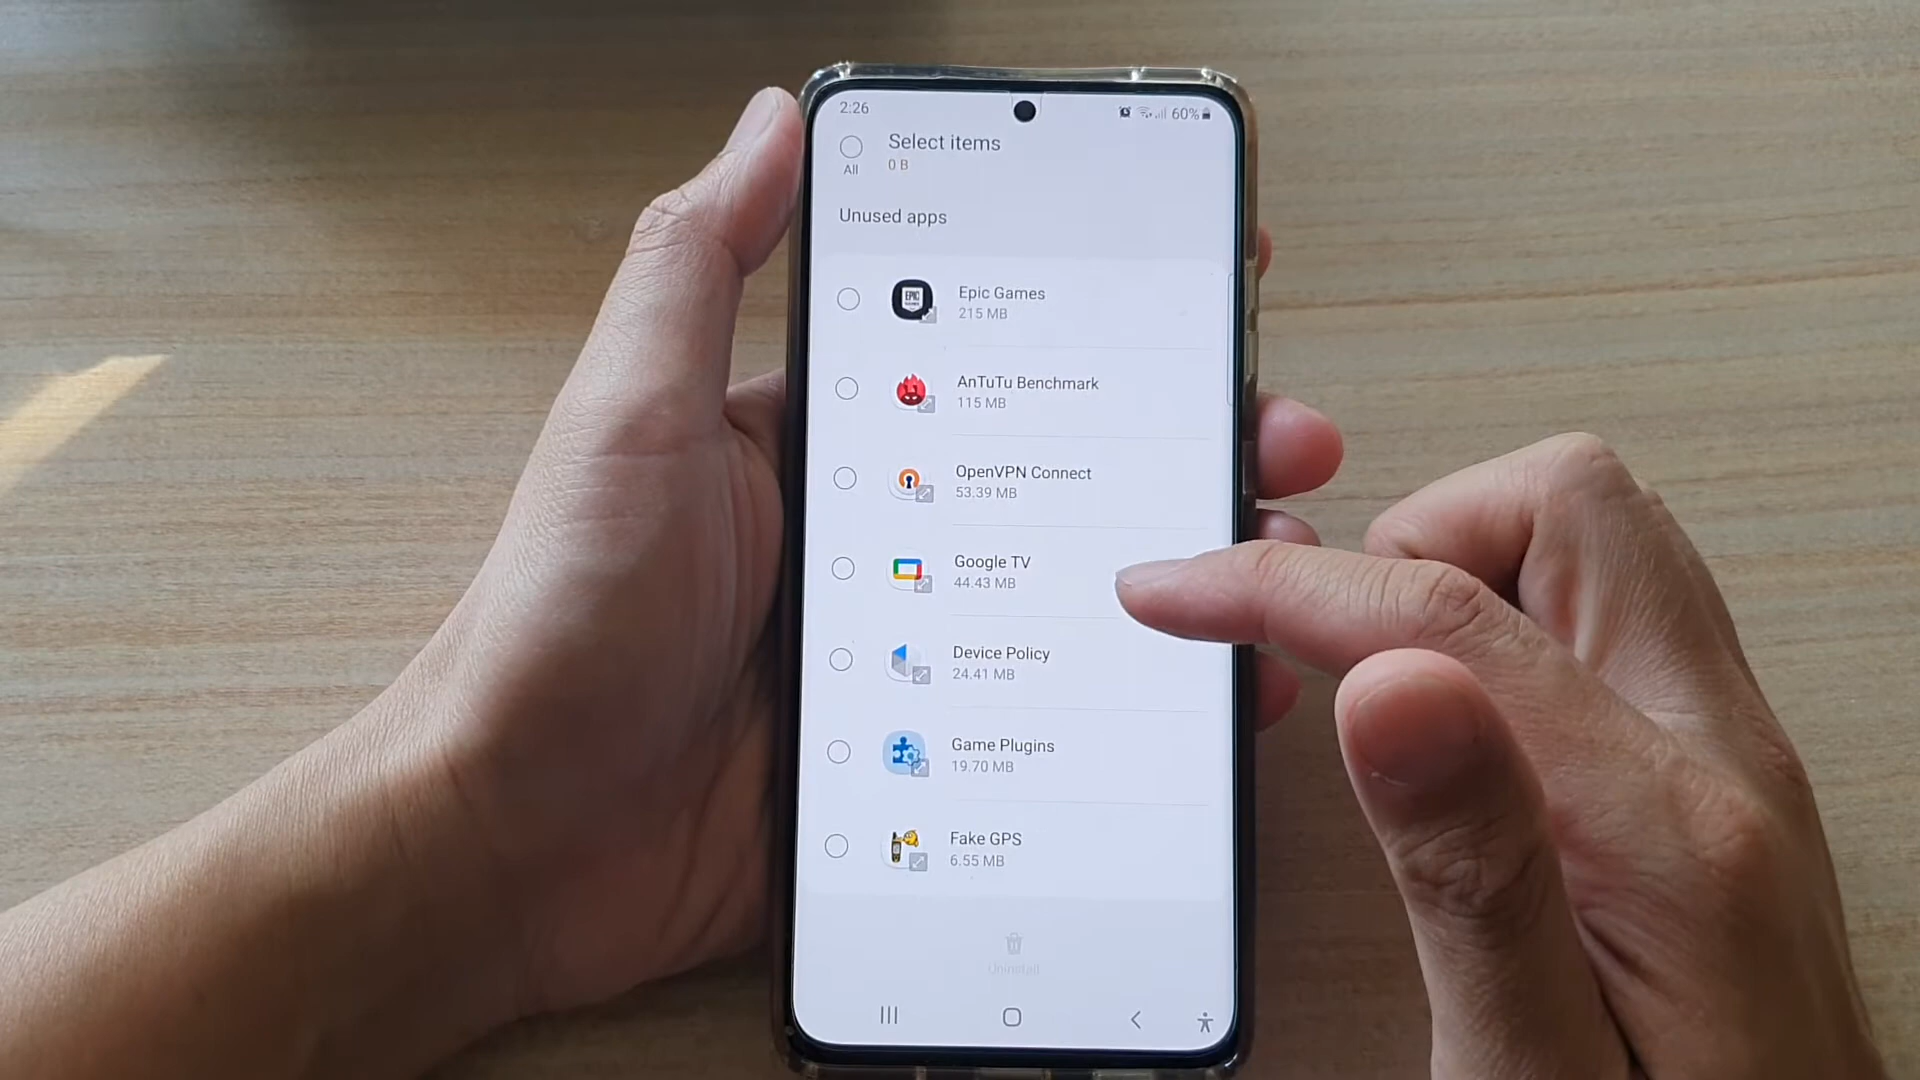 2:26
60%
Select items
All
0 B
Unused apps
EPIC
Epic Games
215 MB
AnTuTu Benchmark
115 MB
OpenVPN Connect
53.39 MB
Google TV
44.43 MB
Device Policy
24.41 MB
Game Plugins
19.70 MB
Fake GPS
6.55 MB
Uninstall